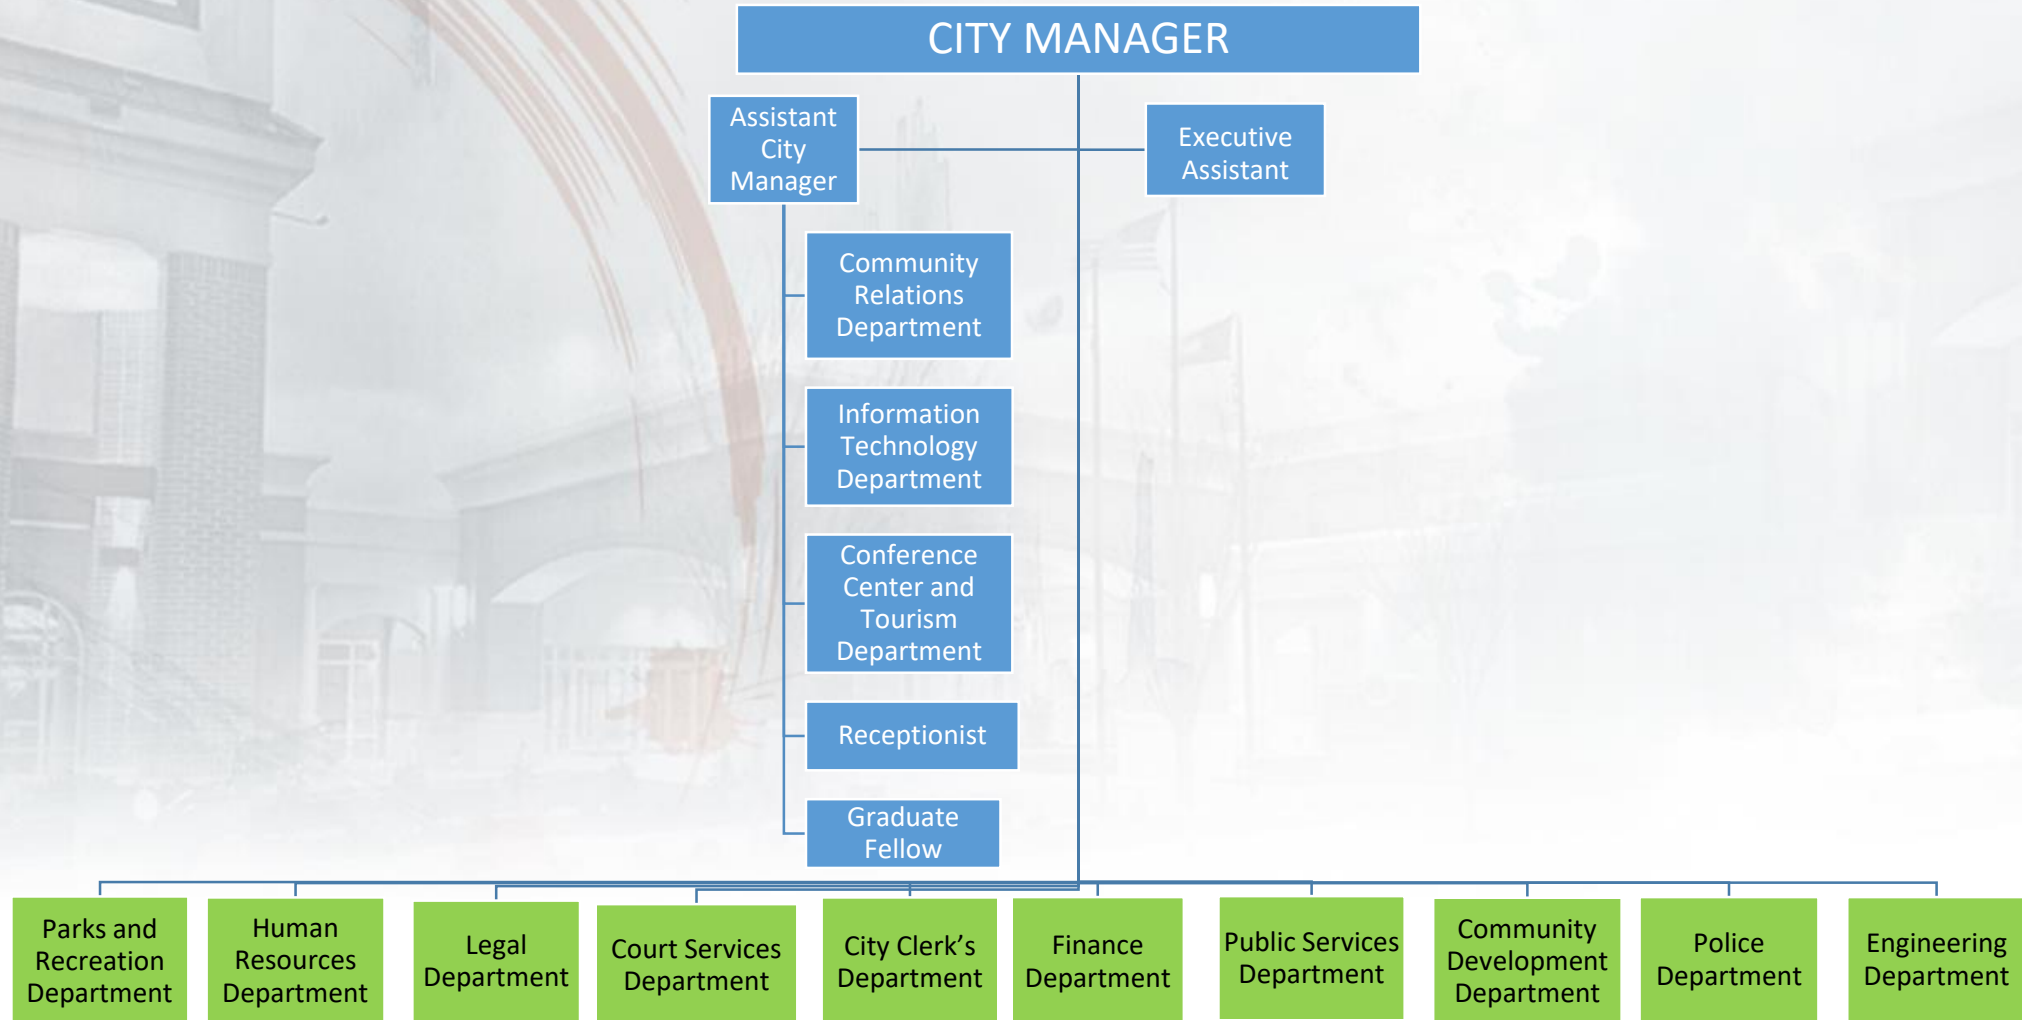 CITY MANAGER
Assistant
City
Manager
Executive
Assistant
Community
Relations
Department
Information
Technology
Department
Conference
Center and
Tourism
Department
Receptionist
Graduate
Fellow
Parks and
Recreation
Department
Human
Resources
Department
Legal
Department
Court Services
Department
City Clerk’s
Department
Finance
Department
Public Services
Department
Community
Development
Department
Police
Department
Engineering
Department